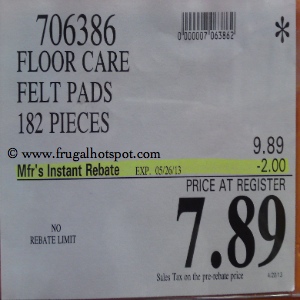 706386
0000007063862
*
FLOOR CARE
FELT PADS
182 PIECES
© www.frugalhotspot.com
9.89
Mfr's Instant Rebate EXP. 05/26/13 -2.00
PRICE AT REGISTER
7.89
NO
REBATE LIMIT
Sales Tax on the pre-rebate price